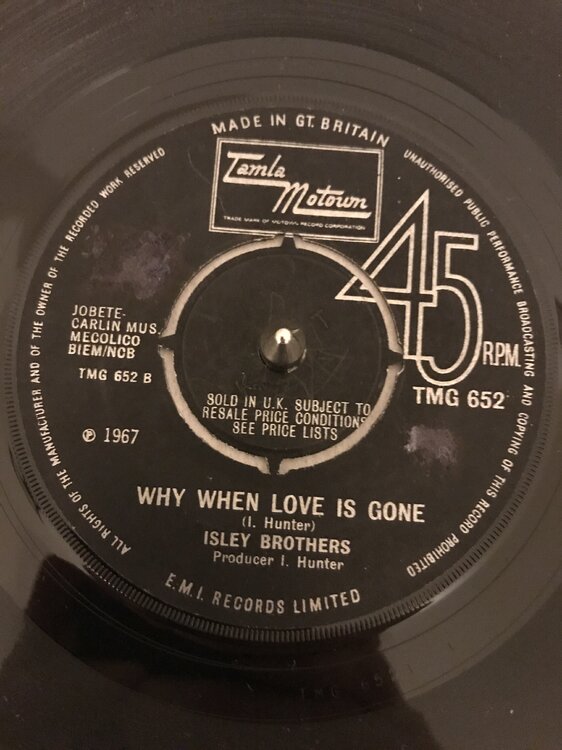 MADE IN GT. BRITAIN
UNAUTHORISED PUBLIC PERFORMANCE BROADCASTING AND COPYING OF THIS RECORD PROHIBITED
ALL RIGHTS OF THE MANUFACTURER AND OF THE OWNER OF THE RECORDED WORK RESERVED
Tamla
Motown
TRADE MARK OF MOTOWN RECORD CORPORATION
45
R.P.M.
TMG 652
JOBETE-
CARLIN MUS.
MECOLICO
BIEM/NCB
TMG 652 B
℗ 1967
SOLD IN U.K. SUBJECT TO
RESALE PRICE CONDITIONS
SEE PRICE LISTS
WHY WHEN LOVE IS GONE
(I. Hunter)
ISLEY BROTHERS
Producer I. Hunter
E.M.I. RECORDS LIMITED